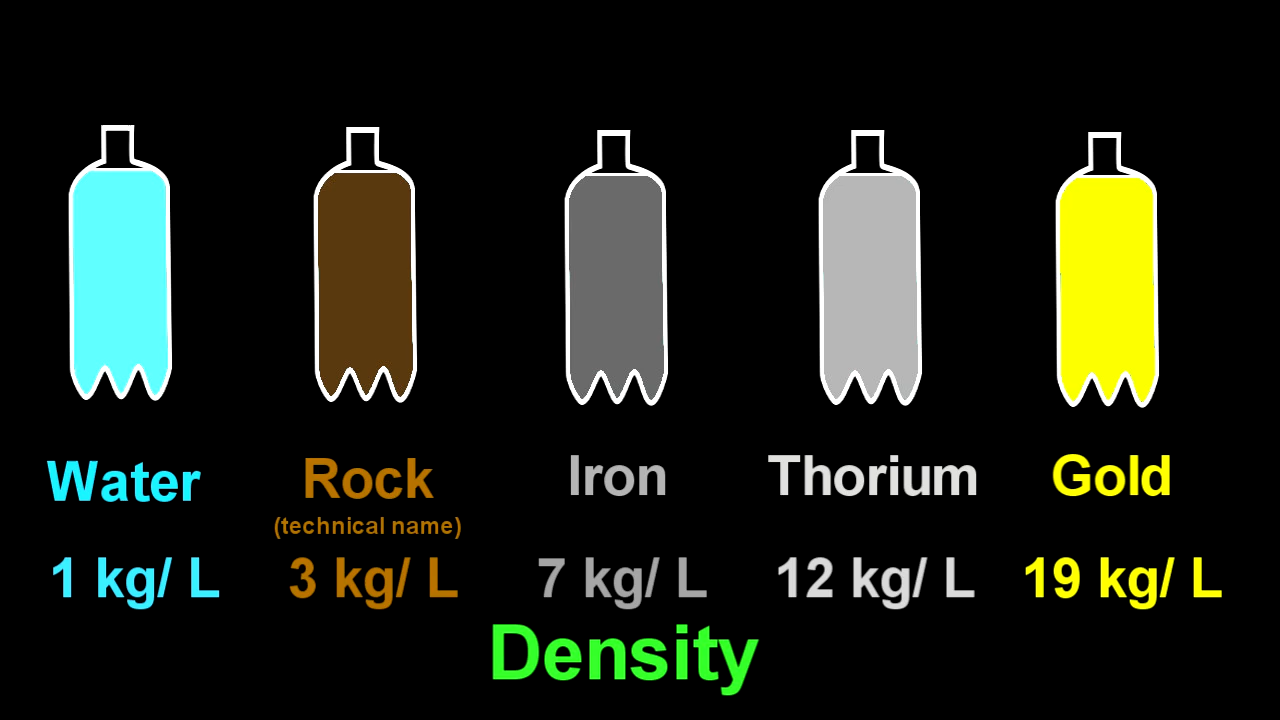 Water Rock Iron Thorium Gold
(technical name)
1 kg/ L 3 kg/ L 7 kg/ L 12 kg/ L 19 kg/ L
Density